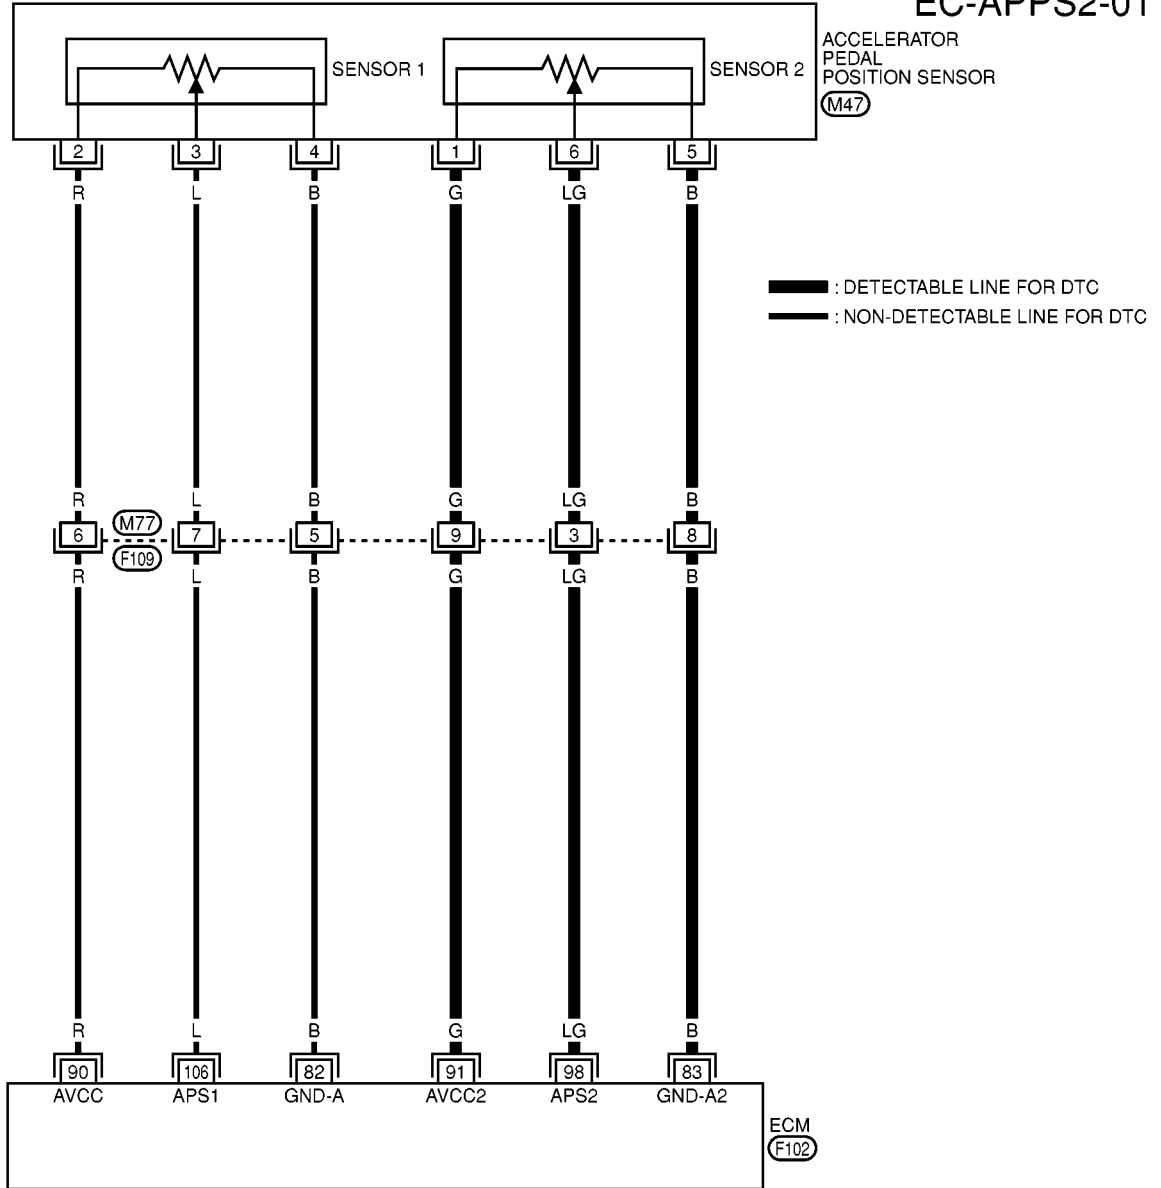 EC-APPS2-01
ACCELERATOR
PEDAL
POSITION SENSOR
M47
SENSOR 1
SENSOR 2
2 3 4 1 6 5
R L B G LG B
: DETECTABLE LINE FOR DTC
: NON-DETECTABLE LINE FOR DTC
R L B G LG B
M77
6 7 5 9 3 8
F109
R L B G LG B
R L B G LG B
90 106 82 91 98 83
AVCC APS1 GND-A AVCC2 APS2 GND-A2
ECM
F102